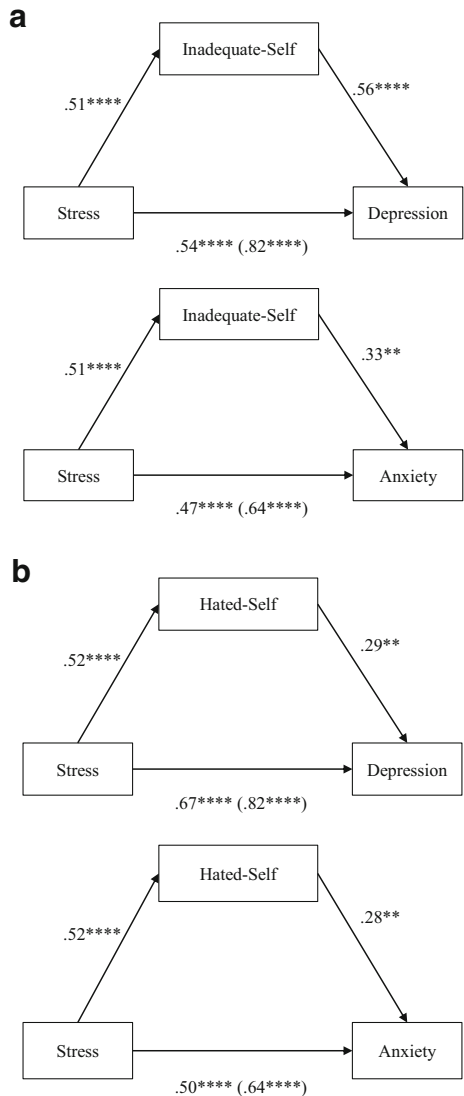 a
Inadequate-Self
.51****
.56****
Stress
Depression
.54**** (.82****)
Inadequate-Self
.51****
.33**
Stress
Anxiety
.47**** (.64****)
b
Hated-Self
.52****
.29**
Stress
Depression
.67**** (.82****)
Hated-Self
.52****
.28**
Stress
Anxiety
.50**** (.64****)